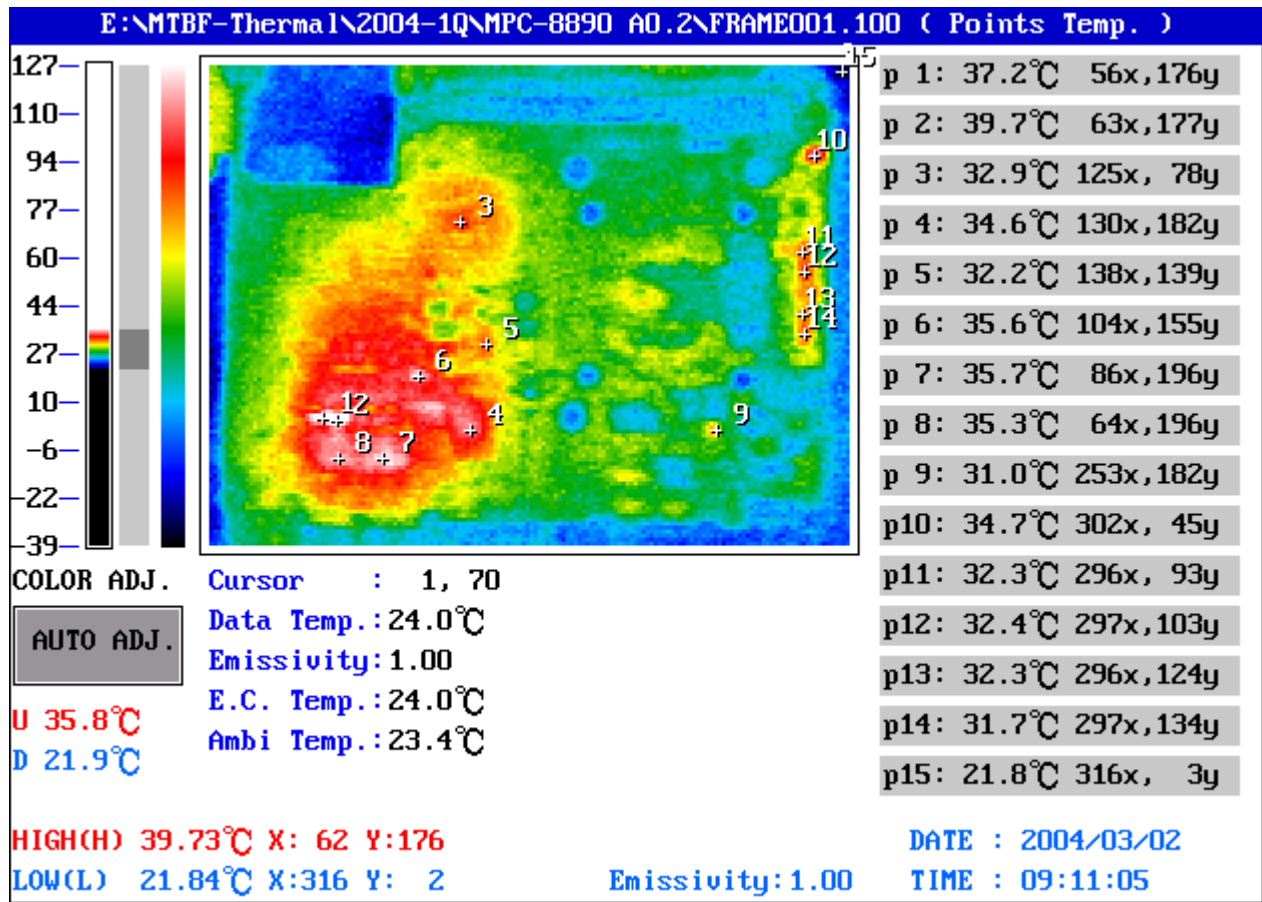 E:\MTBF-Thermal\2004-1Q\MPC-8890 A0.2\FRAME001.100 ( Points Temp. )
127
110
94
77
60
44
27
10
-6
-22
-39
15
10
3
11
12
13
14
5
6
12
4
9
8
7
p 1: 37.2℃ 56x,176y
p 2: 39.7℃ 63x,177y
p 3: 32.9℃ 125x, 78y
p 4: 34.6℃ 130x,182y
p 5: 32.2℃ 138x,139y
p 6: 35.6℃ 104x,155y
p 7: 35.7℃ 86x,196y
p 8: 35.3℃ 64x,196y
p 9: 31.0℃ 253x,182y
p10: 34.7℃ 302x, 45y
p11: 32.3℃ 296x, 93y
p12: 32.4℃ 297x,103y
p13: 32.3℃ 296x,124y
p14: 31.7℃ 297x,134y
p15: 21.8℃ 316x, 3y
COLOR ADJ.
AUTO ADJ.
U 35.8℃
D 21.9℃
Cursor : 1, 70
Data Temp.:24.0℃
Emissivity:1.00
E.C. Temp.:24.0℃
Ambi Temp.:23.4℃
HIGH(H) 39.73℃ X: 62 Y:176
LOW(L) 21.84℃ X:316 Y: 2
Emissivity:1.00
DATE : 2004/03/02
TIME : 09:11:05